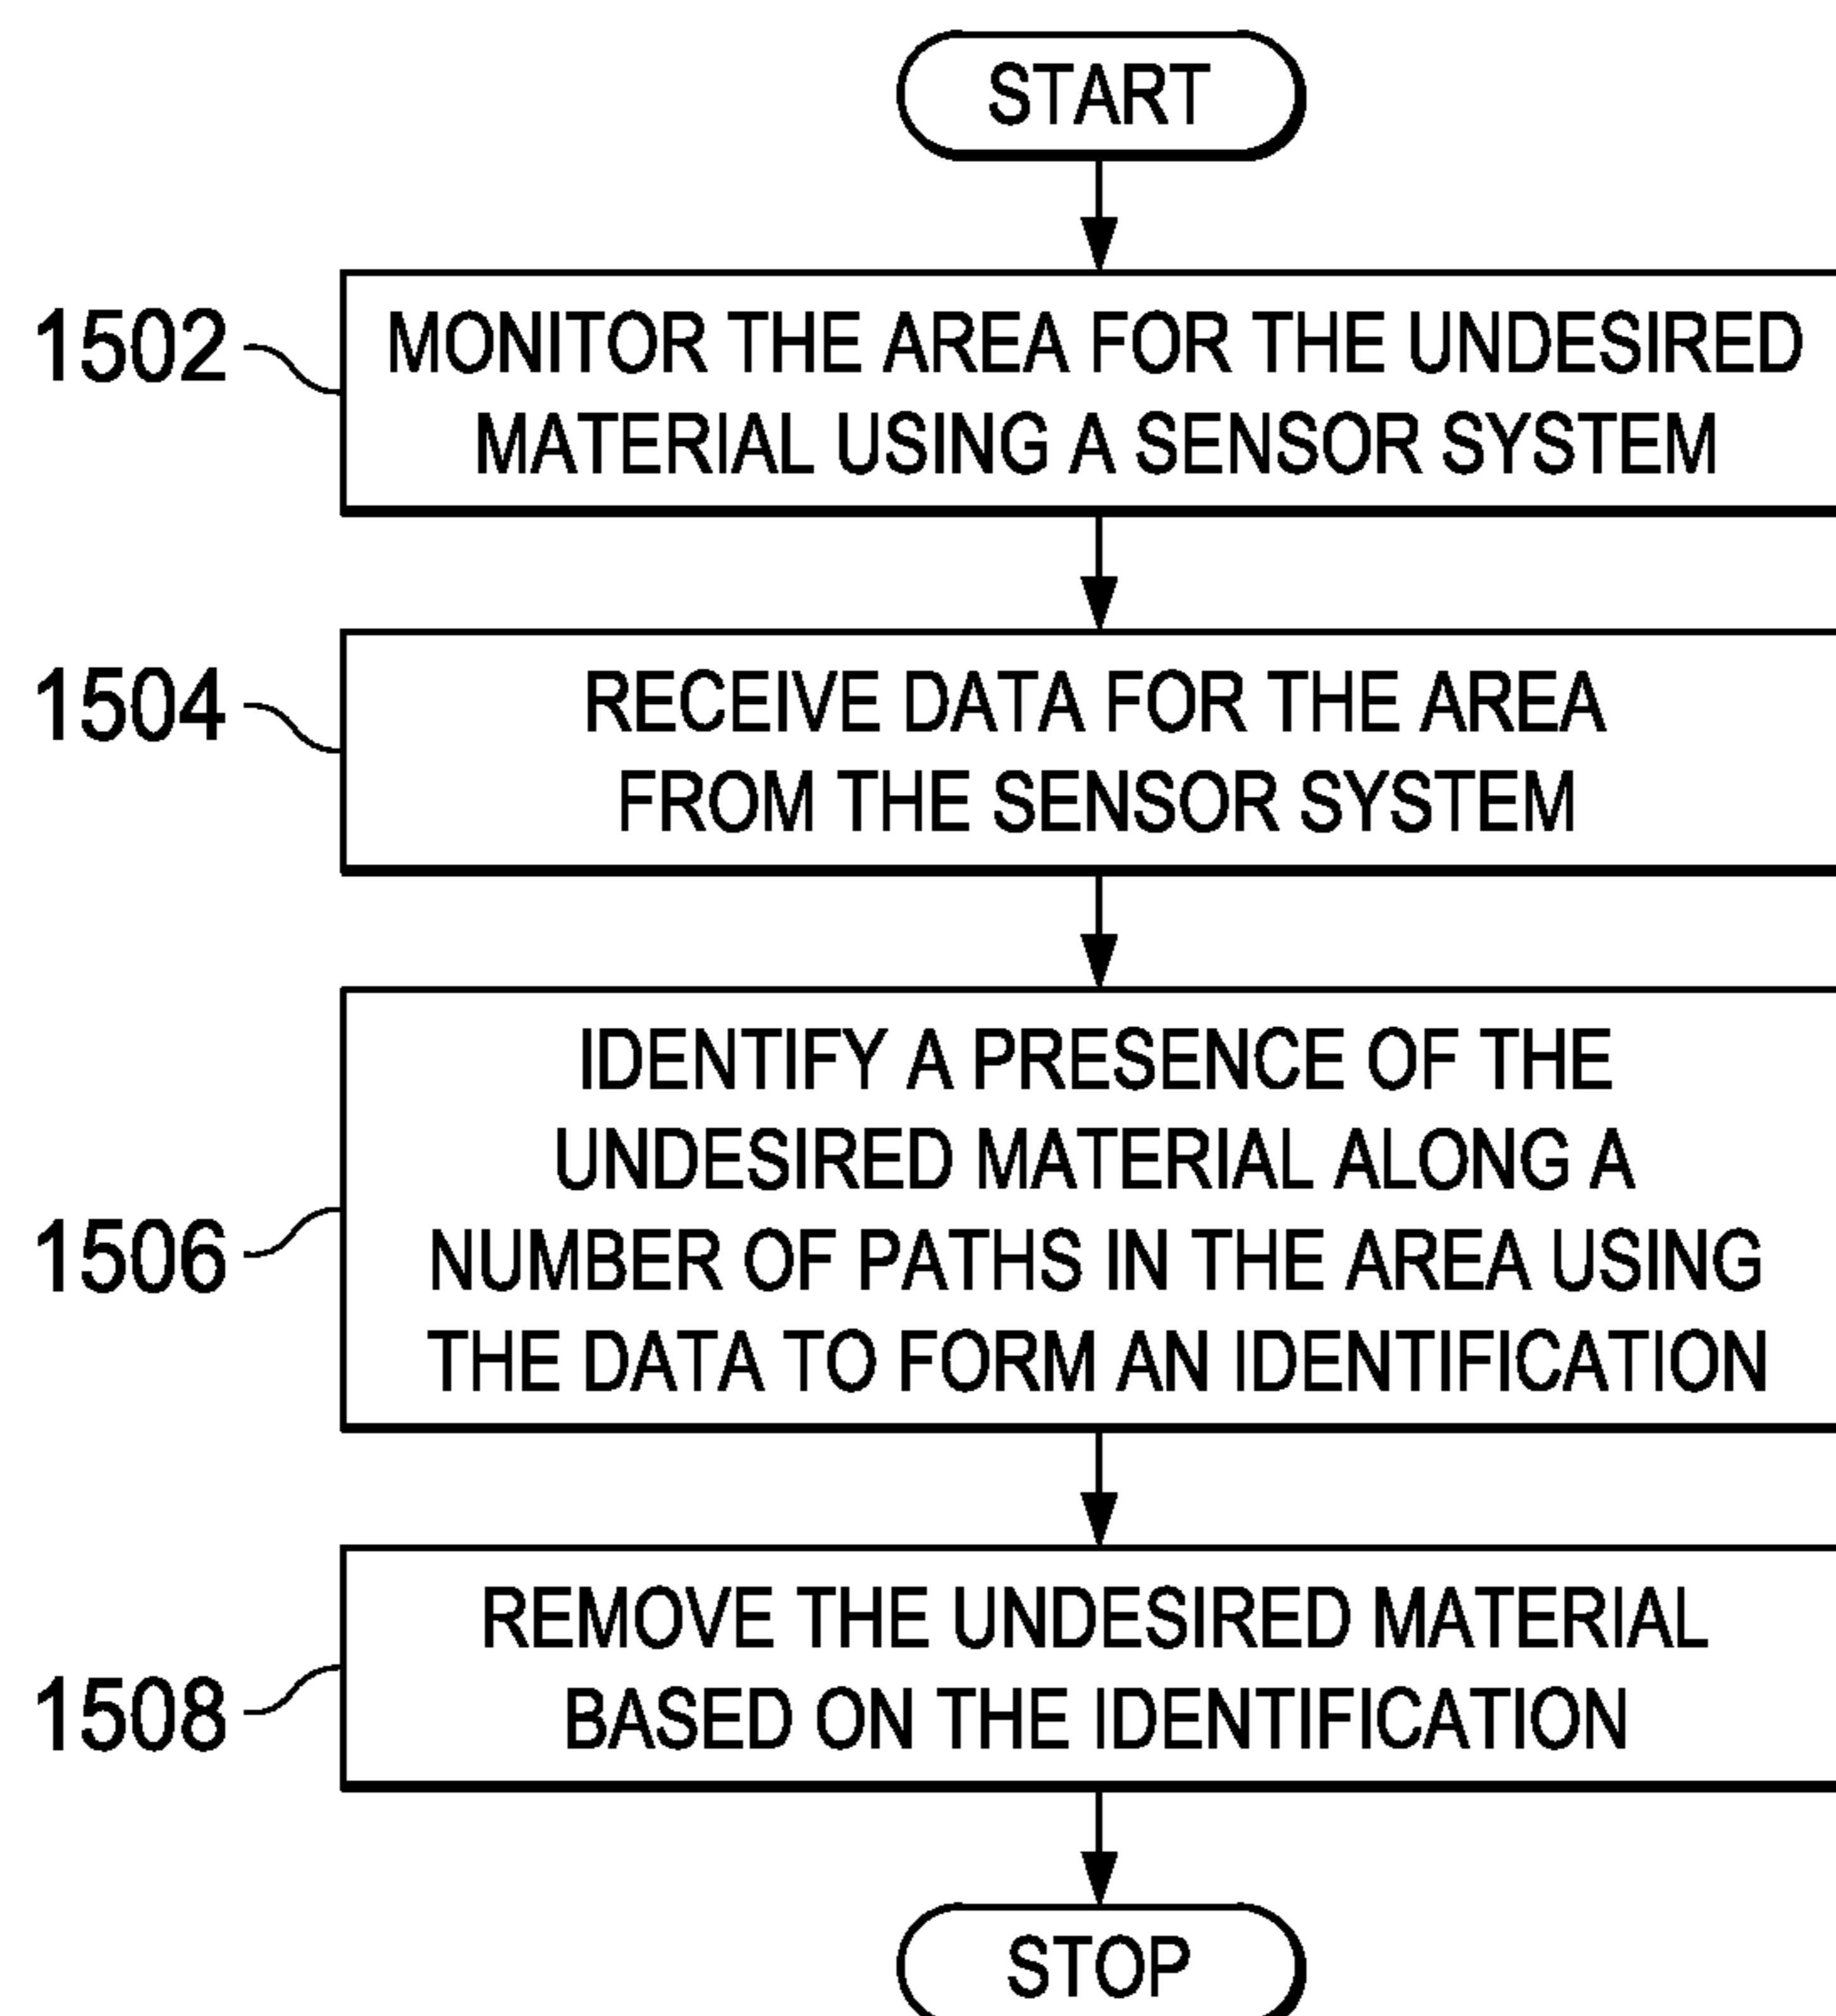 START
1502
MONITOR THE AREA FOR THE UNDESIRED
MATERIAL USING A SENSOR SYSTEM
1504
RECEIVE DATA FOR THE AREA
FROM THE SENSOR SYSTEM
1506
IDENTIFY A PRESENCE OF THE
UNDESIRED MATERIAL ALONG A
NUMBER OF PATHS IN THE AREA USING
THE DATA TO FORM AN IDENTIFICATION
1508
REMOVE THE UNDESIRED MATERIAL
BASED ON THE IDENTIFICATION
STOP